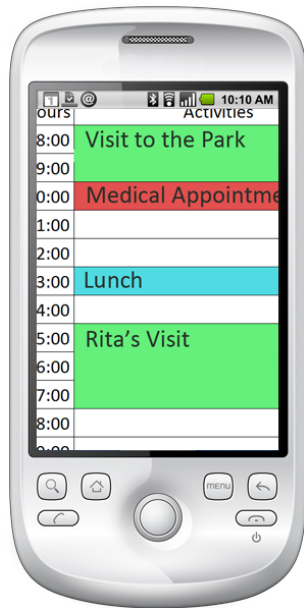 1 @ 10:10 AM
ours Activities
8:00 Visit to the Park
9:00
0:00 Medical Appointme
1:00
2:00
3:00 Lunch
4:00
5:00 Rita's Visit
6:00
7:00
8:00
MENU